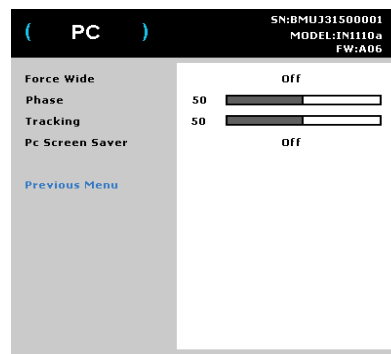 ( PC )
SN:BMUJ31500001
MODEL:IN1110a
FW:A06
Force Wide Off
Phase 50
Tracking 50
Pc Screen Saver Off
Previous Menu